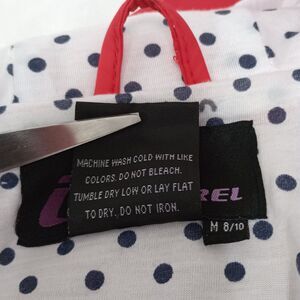 MACHINE WASH COLD WITH LIKE
COLORS. DO NOT BLEACH.
TUMBLE DRY LOW OR LAY FLAT
TO DRY. DO NOT IRON.
M 8/10